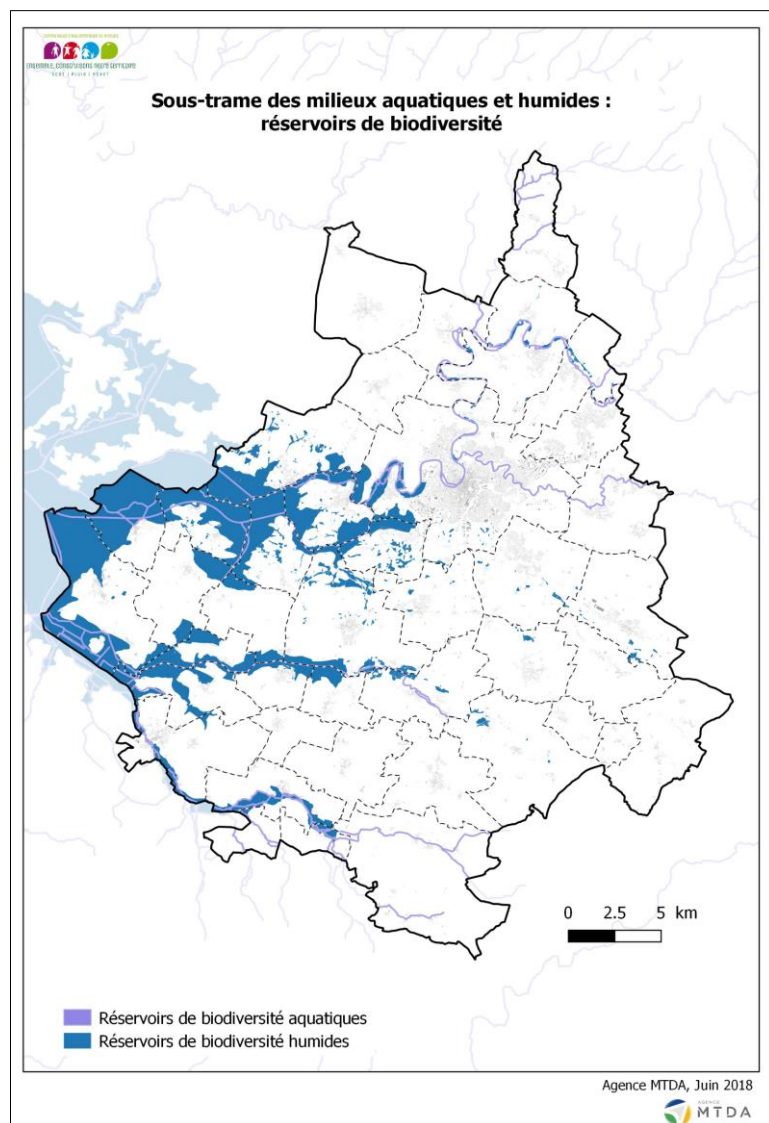 Sous-trame des milieux aquatiques et humides :
réservoirs de biodiversité
0 2.5 5 km
Réservoirs de biodiversité aquatiques
Réservoirs de biodiversité humides
Agence MTDA, Juin 2018
AGENCE
MTDA